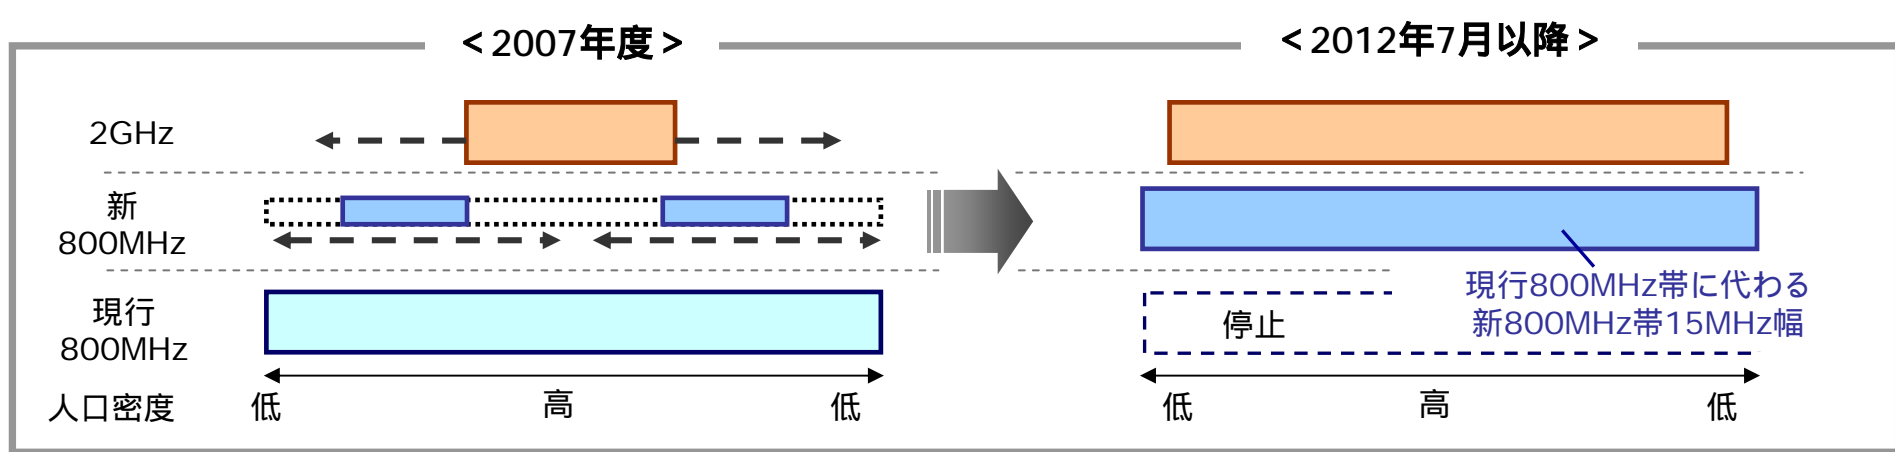 ＜2007年度＞
＜2012年7月以降＞
2GHz
新
800MHz
現行
800MHz
現行800MHz帯に代わる
新800MHz帯15MHz幅
停止
人口密度
低
高
低
低
高
低